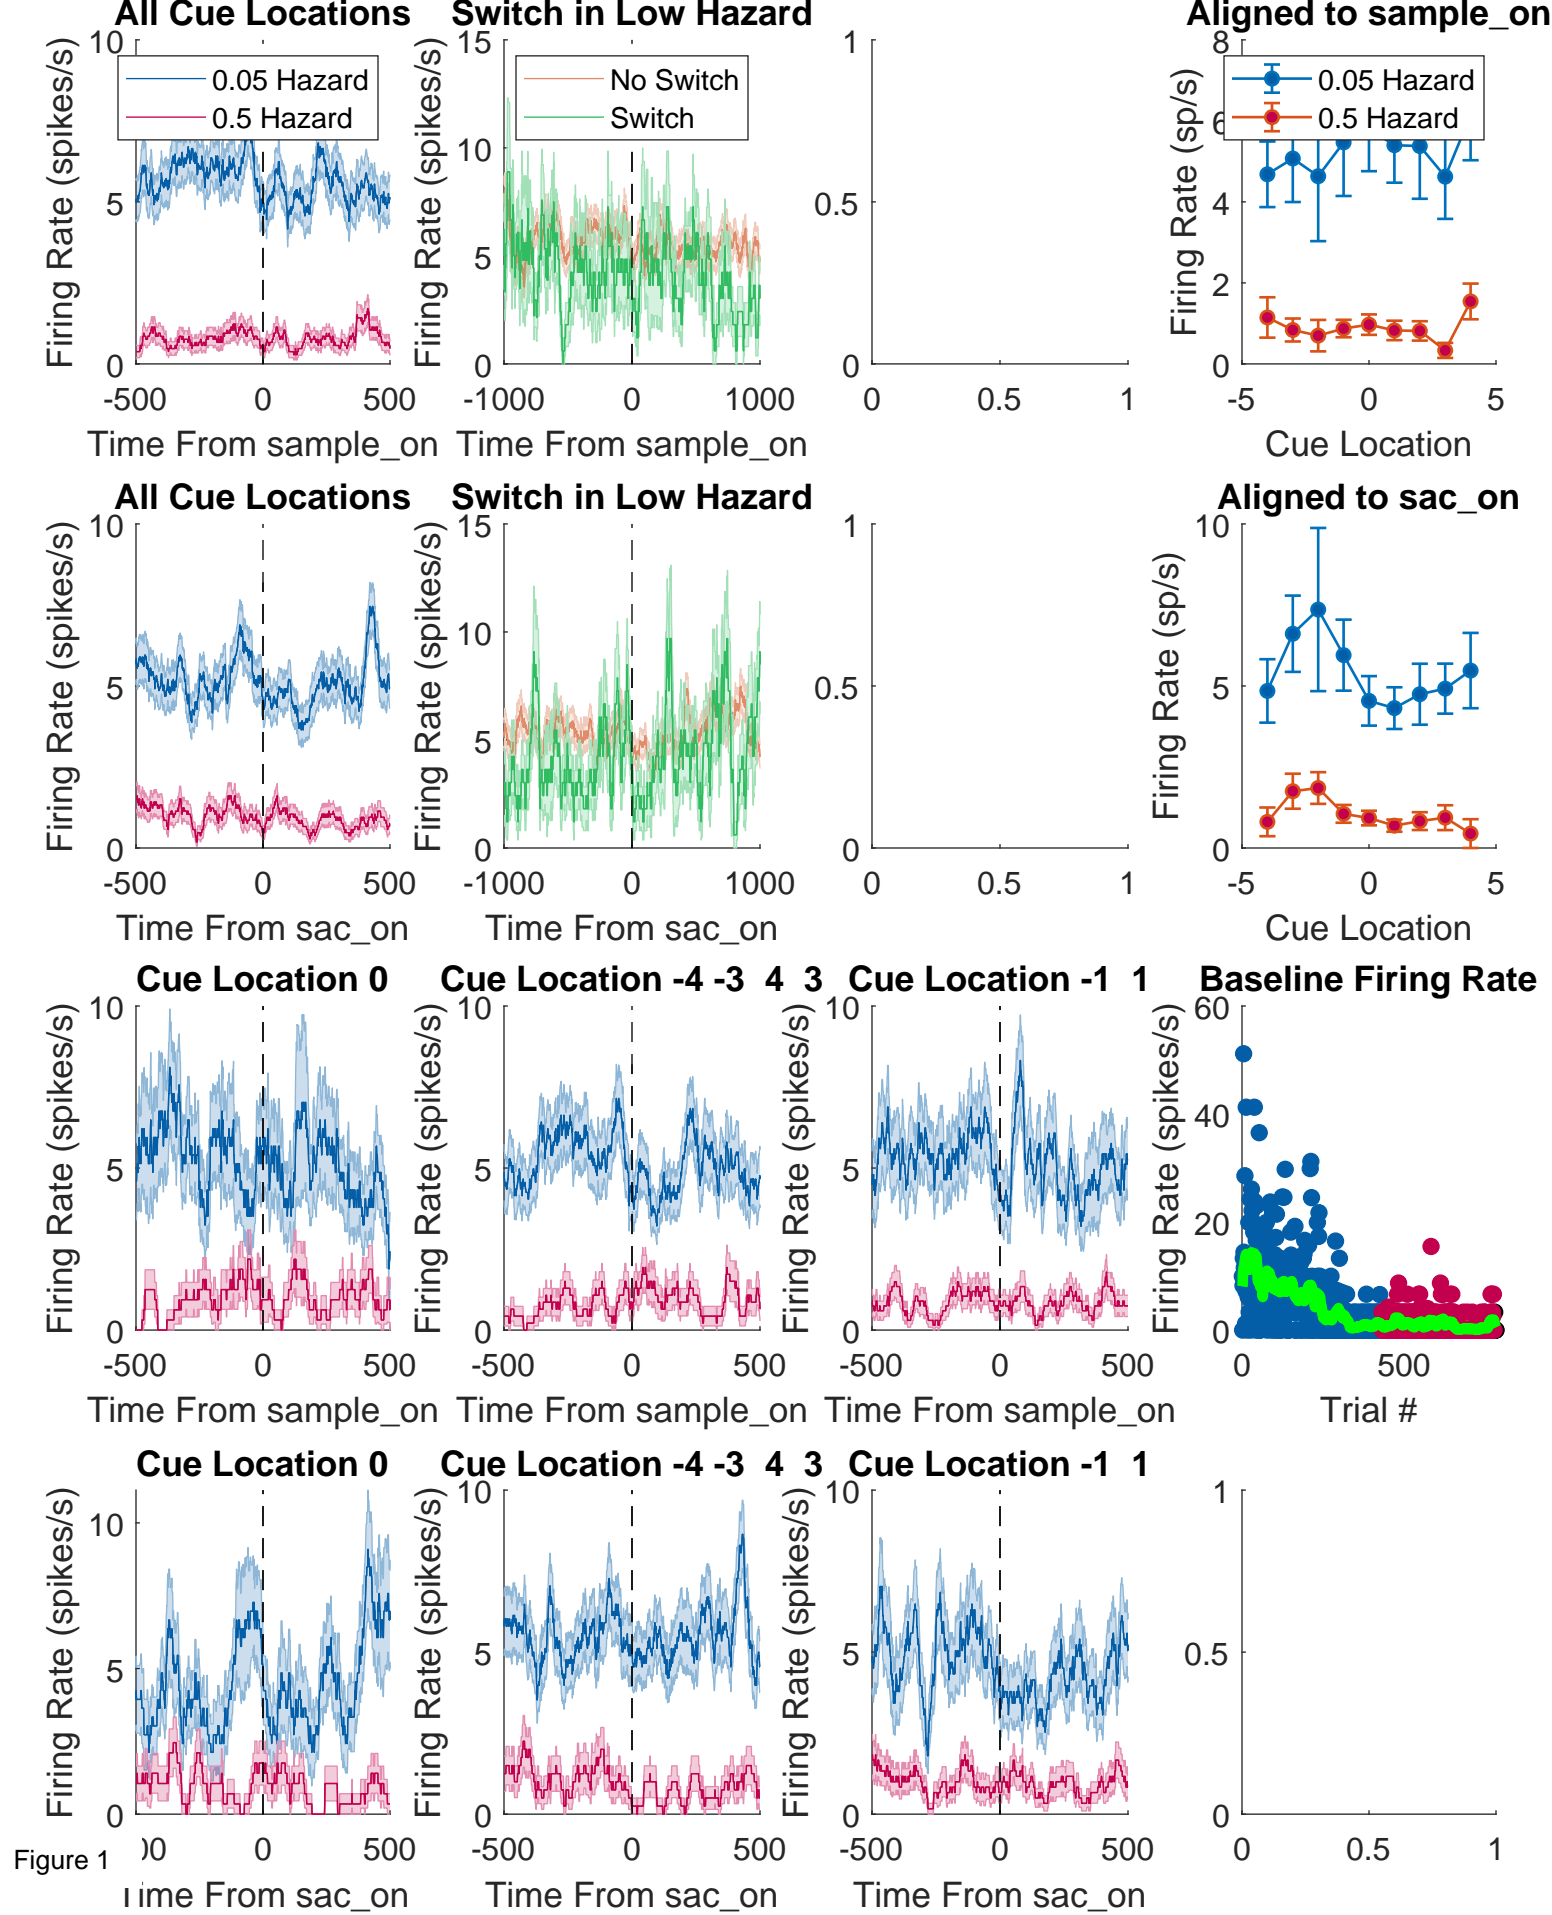 All Cue Locations
Firing Rate (spikes/s)
10
5
0
0.05 Hazard
0.5 Hazard
-500
0
500
Time From sample_on
Switch in Low Hazard
Firing Rate (spikes/s)
15
10
5
0
No Switch
Switch
-1000
0
1000
Time From sample_on
1
0.5
0
0
0.5
1
Aligned to sample_on
Firing Rate (sp/s)
8
6
4
2
0
0.05 Hazard
0.5 Hazard
-5
0
5
Cue Location
All Cue Locations
Firing Rate (spikes/s)
10
5
0
-500
0
500
Time From sac_on
Switch in Low Hazard
Firing Rate (spikes/s)
15
10
5
0
-1000
0
1000
Time From sac_on
1
0.5
0
0
0.5
1
Aligned to sac_on
Firing Rate (sp/s)
10
5
0
-5
0
5
Cue Location
Cue Location 0
Firing Rate (spikes/s)
10
5
0
-500
0
500
Time From sample_on
Cue Location -4 -3 4 3
Firing Rate (spikes/s)
10
5
0
-500
0
500
Time From sample_on
Cue Location -1 1
Firing Rate (spikes/s)
10
5
0
-500
0
500
Time From sample_on
Baseline Firing Rate
Firing Rate (spikes/s)
60
40
20
0
0
500
Trial #
Cue Location 0
Firing Rate (spikes/s)
10
5
0
00
0
500
Time From sac_on
Cue Location -4 -3 4 3
Firing Rate (spikes/s)
10
5
0
-500
0
500
Time From sac_on
Cue Location -1 1
Firing Rate (spikes/s)
10
5
0
-500
0
500
Time From sac_on
1
0.5
0
0
0.5
1
Figure 1